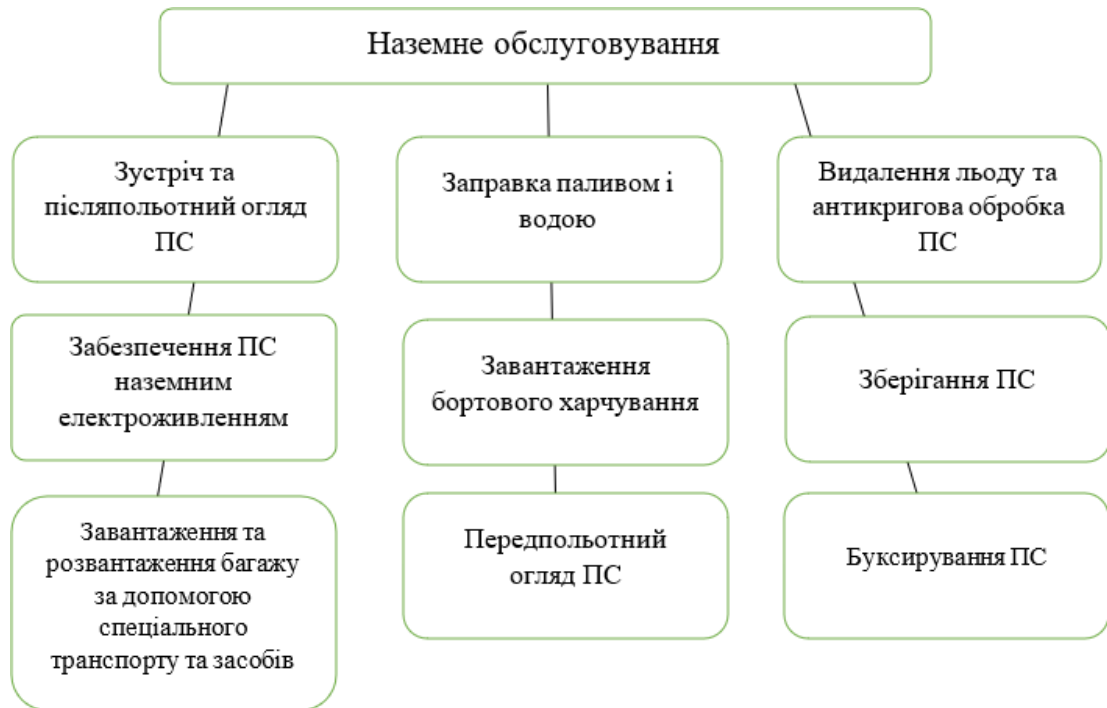 Наземне обслуговування
Зустріч та
післяпольотний огляд
ПС
Заправка паливом і
водою
Видалення льоду та
антикригова обробка
ПС
Забезпечення ПС
наземним
електроживленням
Завантаження
бортового харчування
Зберігання ПС
Завантаження та
розвантаження багажу
за допомогою
спеціального
транспорту та засобів
Передпольотний
огляд ПС
Буксирування ПС